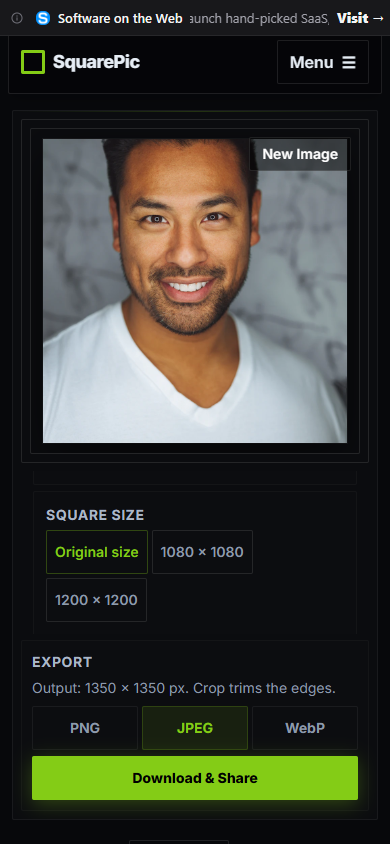 Software on the Web aunch hand-picked SaaS, Visit →
SquarePic Menu ☰
New Image
SQUARE SIZE
Original size 1080 × 1080
1200 × 1200
EXPORT
Output: 1350 × 1350 px. Crop trims the edges.
PNG JPEG WebP
Download & Share